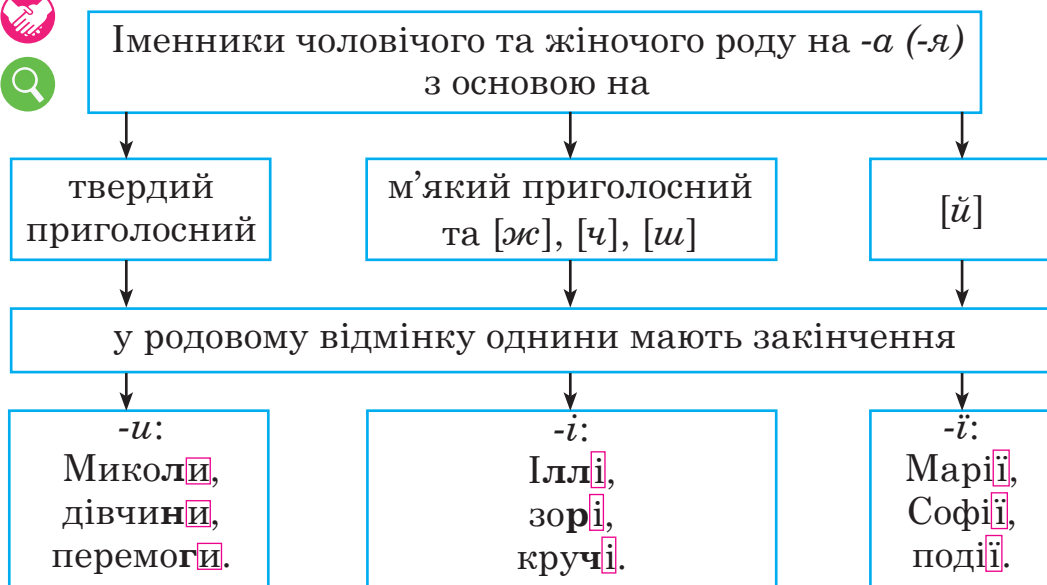 Іменники чоловічого та жіночого роду на -а (-я)
з основою на
твердий
приголосний
м’який приголосний
та [ж], [ч], [ш]
[й]
у родовому відмінку однини мають закінчення
-и:
Миколи,
дівчини,
перемоги.
-і:
Іллі,
зорі,
кручі.
-ї:
Марії,
Софії,
події.